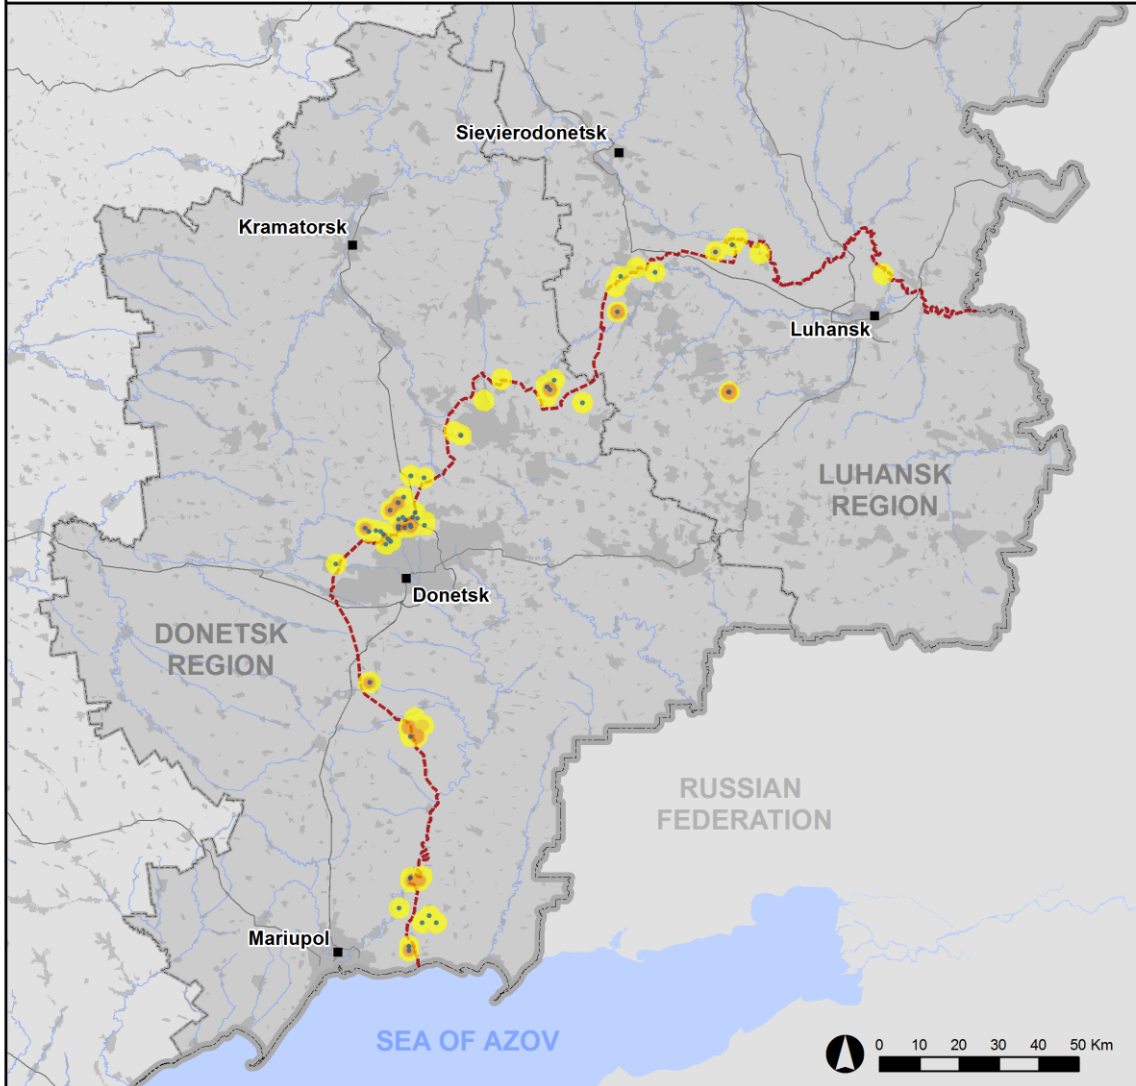 Sievierodonetsk
Kramatorsk
Luhansk
LUHANSK
REGION
Donetsk
DONETSK
REGION
RUSSIAN
FEDERATION
Mariupol
SEA OF AZOV
0 10 20 30 40 50 Km